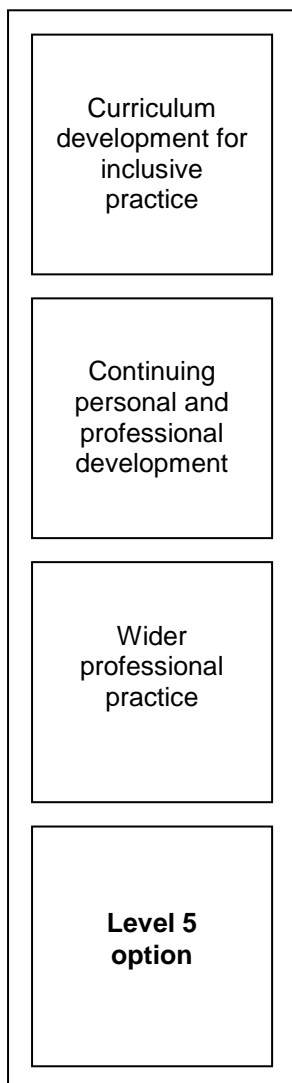 Curriculum
development for
inclusive
practice
Continuing
personal and
professional
development
Wider
professional
practice
Level 5
option